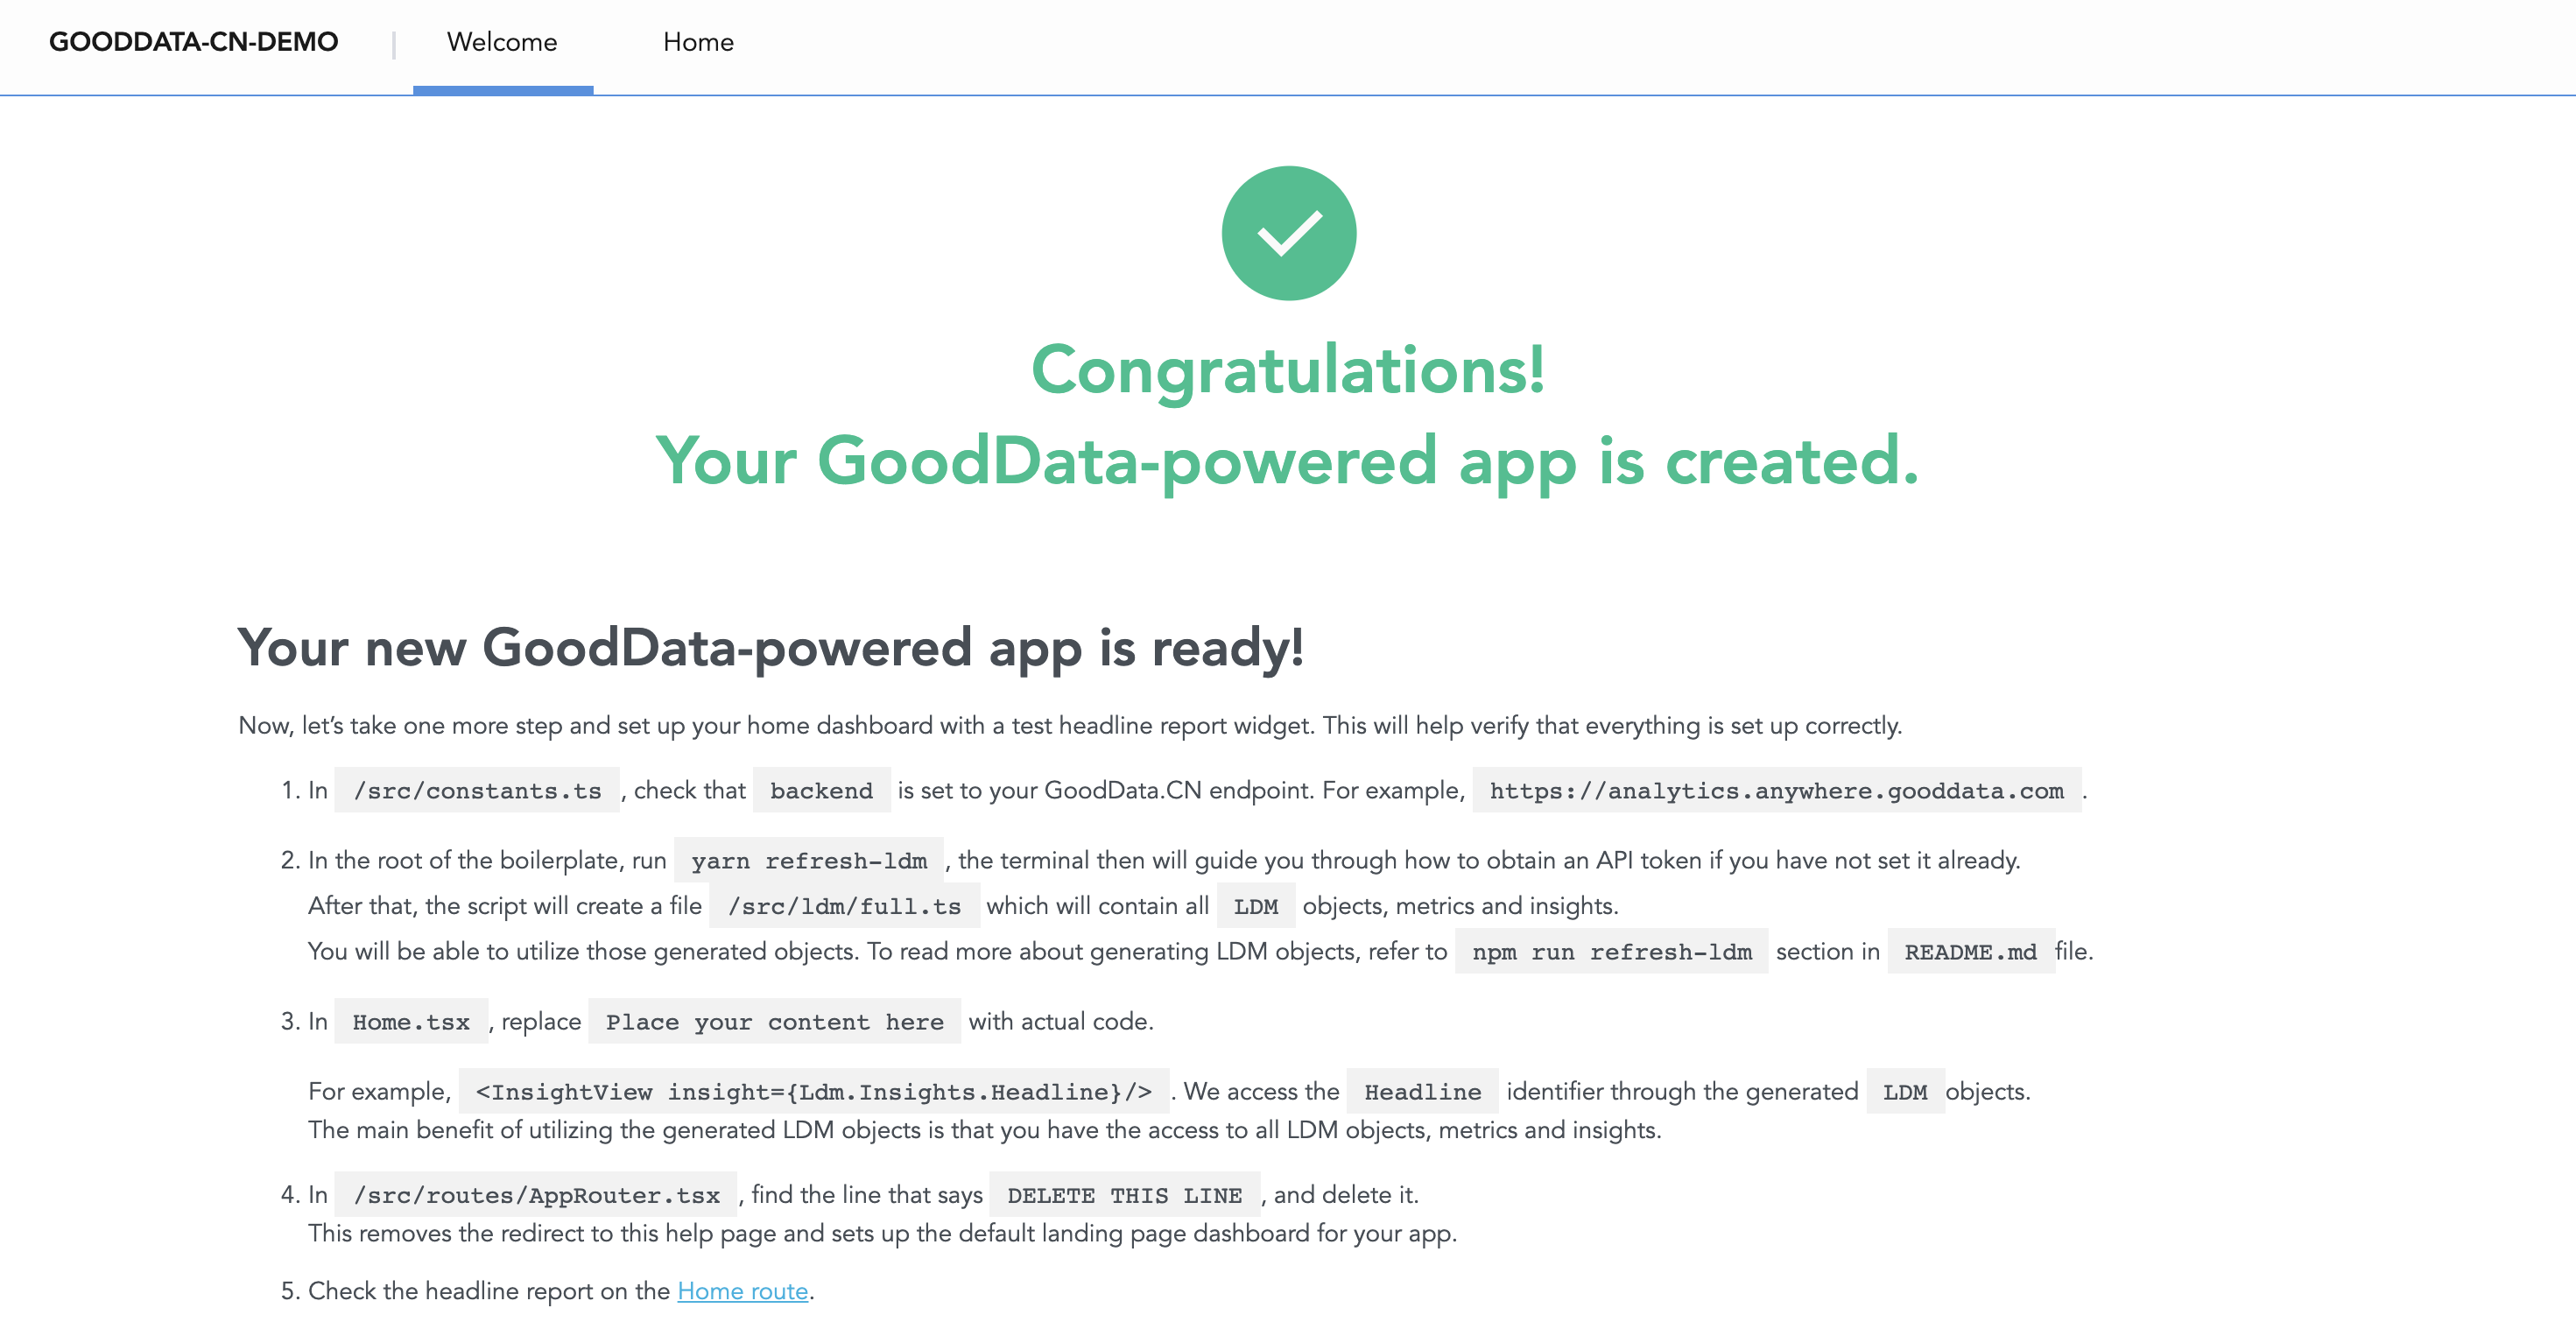 GOODDATA-CN-DEMO | Welcome Home
Congratulations!
Your GoodData-powered app is created.
Your new GoodData-powered app is ready!
Now, let’s take one more step and set up your home dashboard with a test headline report widget. This will help verify that everything is set up correctly.
1. In /src/constants.ts , check that backend is set to your GoodData.CN endpoint. For example, https://analytics.anywhere.gooddata.com .
2. In the root of the boilerplate, run yarn refresh-ldm , the terminal then will guide you through how to obtain an API token if you have not set it already.
After that, the script will create a file /src/ldm/full.ts which will contain all LDM objects, metrics and insights.
You will be able to utilize those generated objects. To read more about generating LDM objects, refer to npm run refresh-ldm section in README.md file.
3. In Home.tsx , replace Place your content here with actual code.
For example, <InsightView insight={Ldm.Insights.Headline}/> . We access the Headline identifier through the generated LDM objects.
The main benefit of utilizing the generated LDM objects is that you have the access to all LDM objects, metrics and insights.
4. In /src/routes/AppRouter.tsx , find the line that says DELETE THIS LINE , and delete it.
This removes the redirect to this help page and sets up the default landing page dashboard for your app.
5. Check the headline report on the Home route.